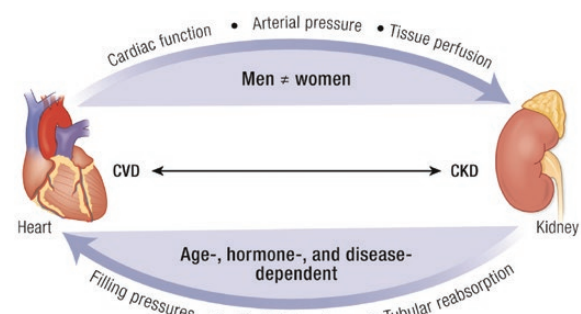 Cardiac function • Arterial pressure • Tissue perfusion
Men ≠ women
CVD
CKD
Heart
Kidney
Age-, hormone-, and disease-
dependent
Filling pressures
Tubular reabsorption